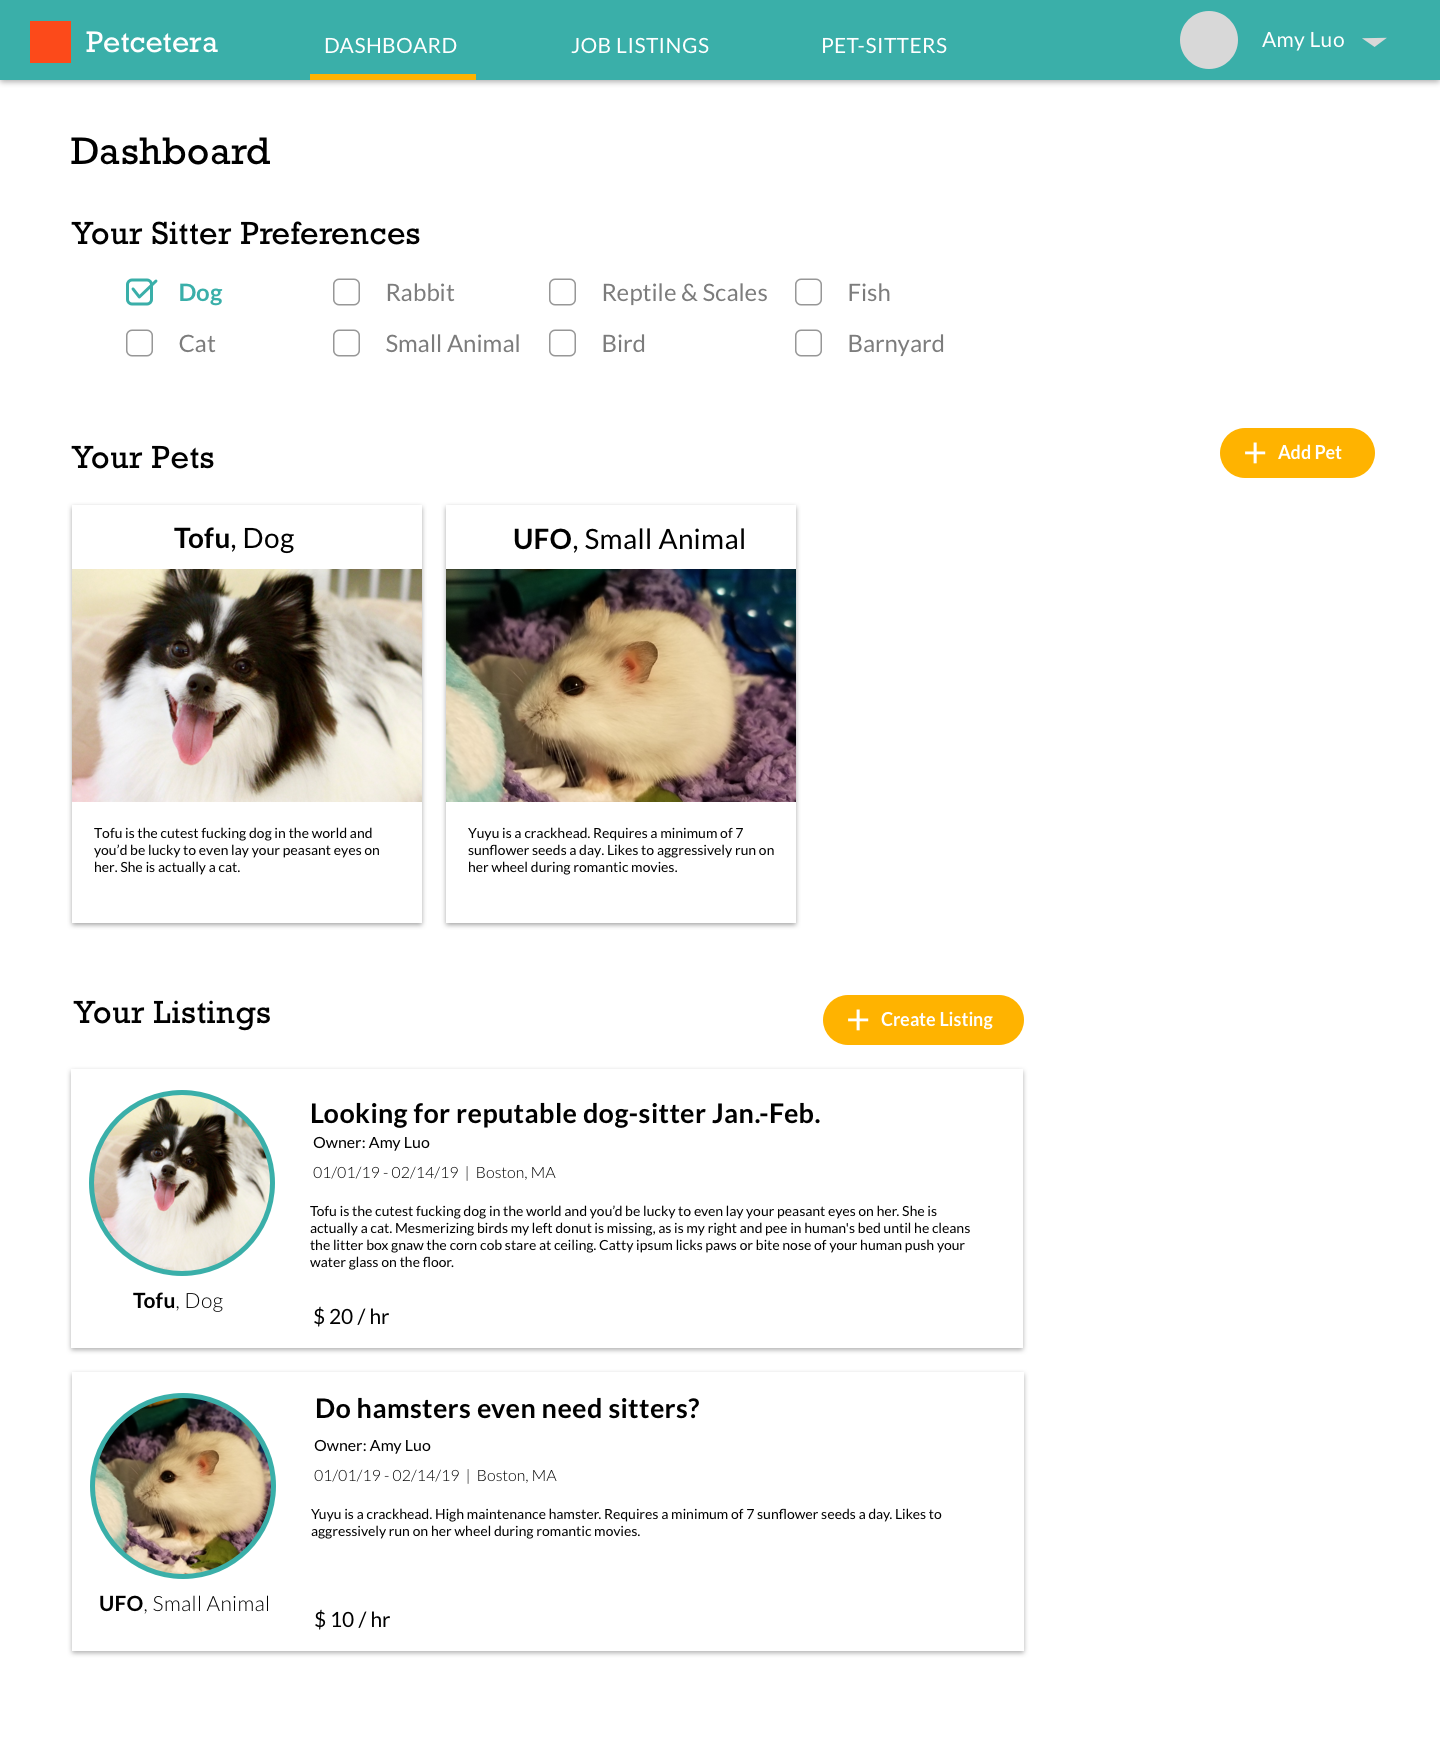 Petcetera
DASHBOARD
JOB LISTINGS
PET-SITTERS
Amy Luo
Dashboard
Your Sitter Preferences
Dog
Rabbit
Reptile & Scales
Fish
Cat
Small Animal
Bird
Barnyard
Your Pets
Add Pet
Tofu, Dog
UFO, Small Animal
Tofu is the cutest fucking dog in the world and
you’d be lucky to even lay your peasant eyes on
her. She is actually a cat.
Yuyu is a crackhead. Requires a minimum of 7
sunflower seeds a day. Likes to aggressively run on
her wheel during romantic movies.
Your Listings
Create Listing
Looking for reputable dog-sitter Jan.-Feb.
Owner: Amy Luo
01/01/19 - 02/14/19 | Boston, MA
Tofu is the cutest fucking dog in the world and you’d be lucky to even lay your peasant eyes on her. She is
actually a cat. Mesmerizing birds my left donut is missing, as is my right and pee in human's bed until he cleans
the litter box gnaw the corn cob stare at ceiling. Catty ipsum licks paws or bite nose of your human push your
water glass on the floor.
Tofu, Dog
$ 20 / hr
Do hamsters even need sitters?
Owner: Amy Luo
01/01/19 - 02/14/19 | Boston, MA
Yuyu is a crackhead. High maintenance hamster. Requires a minimum of 7 sunflower seeds a day. Likes to
aggressively run on her wheel during romantic movies.
UFO, Small Animal
$ 10 / hr